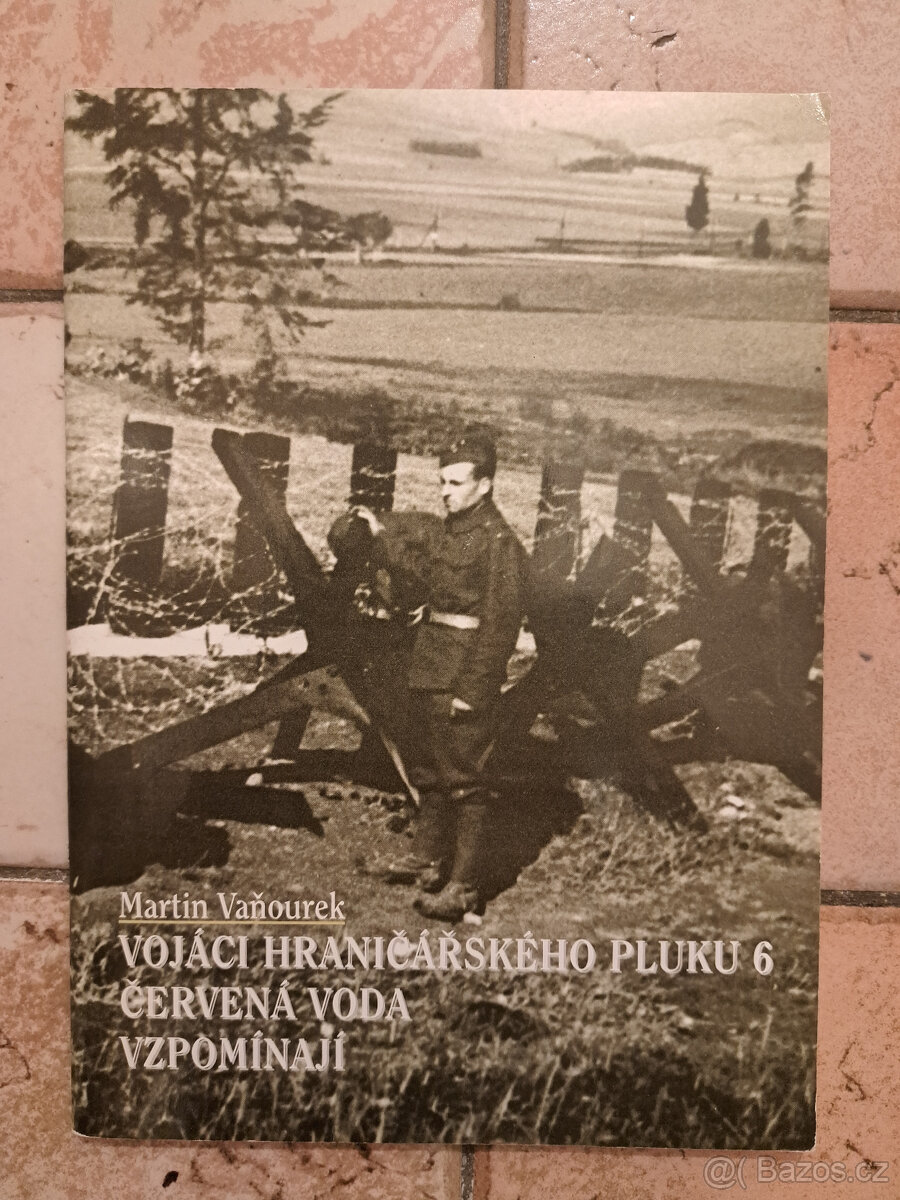 Martin Vaňourek
VOJÁCI HRANIČÁŘSKÉHO PLUKU 6
ČERVENÁ VODA
VZPOMÍNAJÍ
@( Bazos.cz